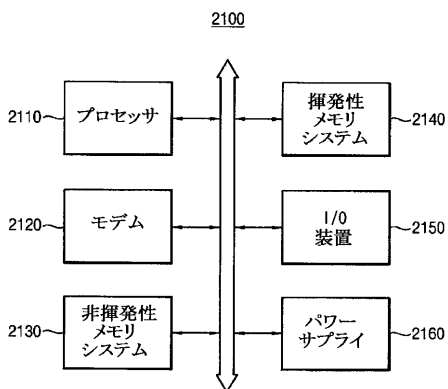 2100
2110
プロセッサ
揮発性
メモリ
システム
2140
2120
モデム
I/O
装置
2150
2130
非揮発性
メモリ
システム
パワー
サプライ
2160